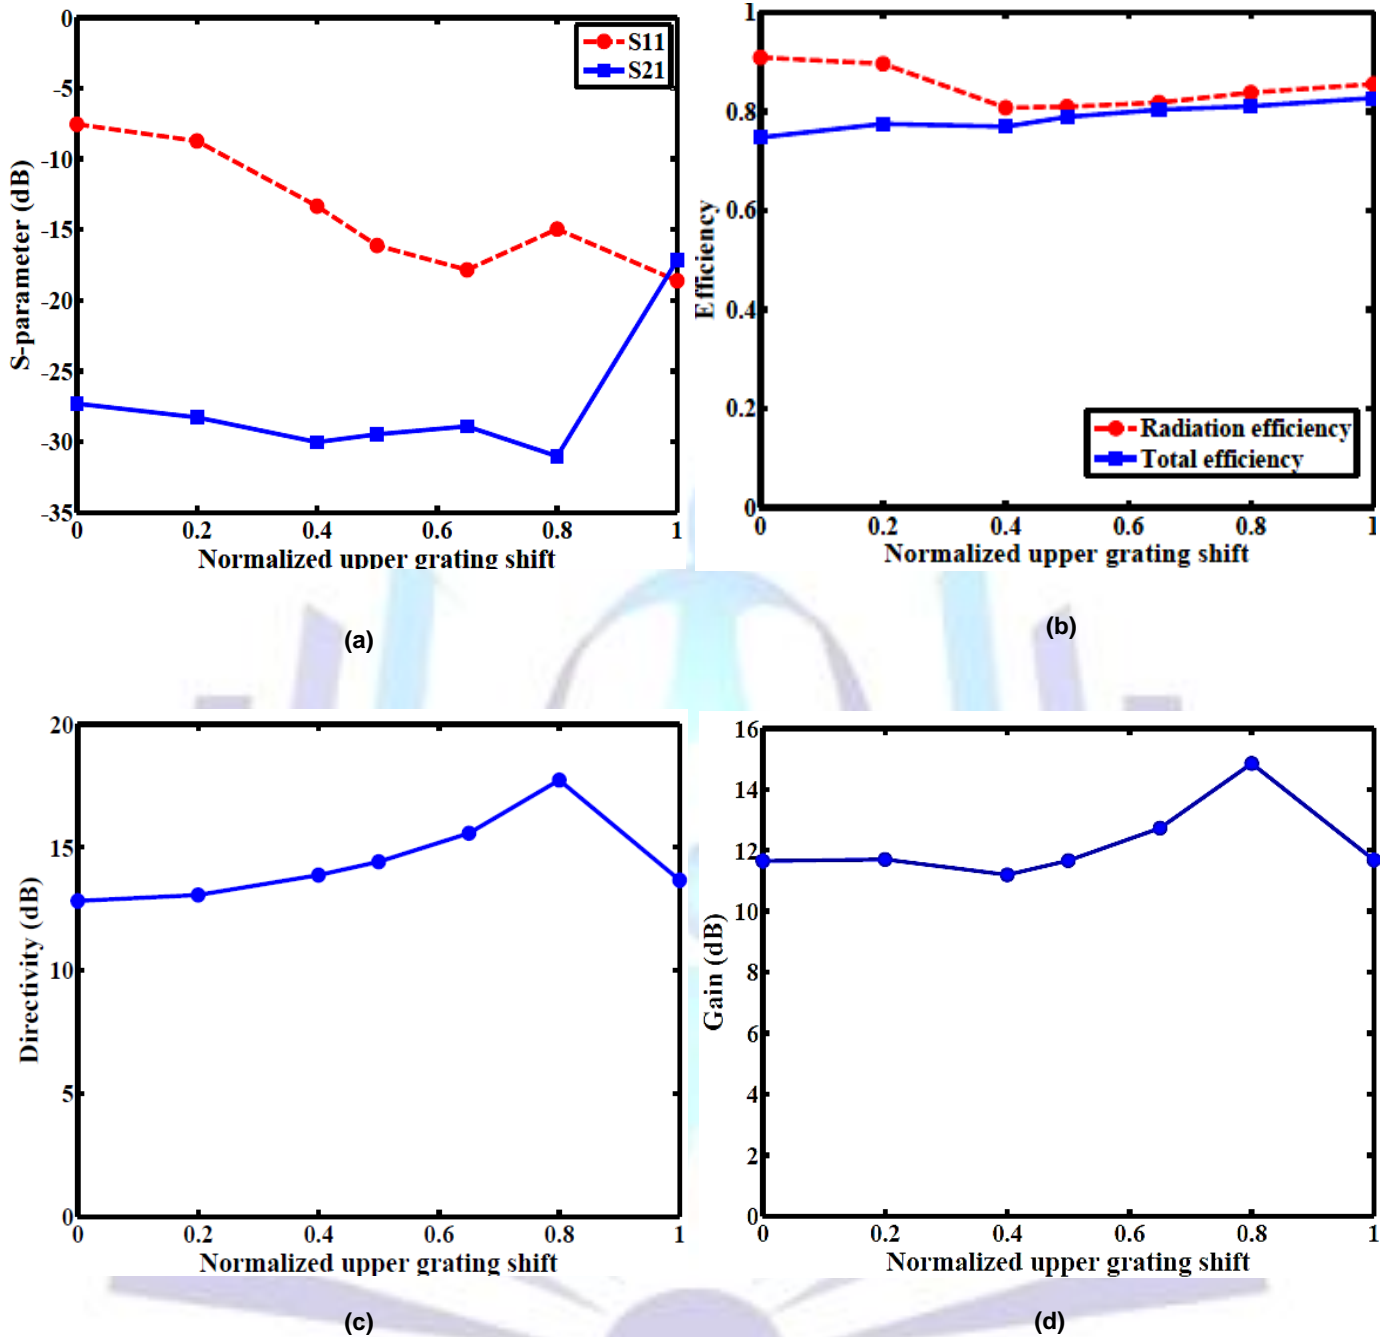 0
-5
-10
-15
-20
-25
-30
-35
S-parameter (dB)
S11
S21
0 0.2 0.4 0.6 0.8 1
Normalized upper grating shift
(a)
1
0.8
0.6
0.4
0.2
0
Efficiency
Radiation efficiency
Total efficiency
0 0.2 0.4 0.6 0.8 1
Normalized upper grating shift
(b)
20
15
10
5
0
Directivity (dB)
0 0.2 0.4 0.6 0.8 1
Normalized upper grating shift
(c)
16
14
12
10
8
6
4
2
0
Gain (dB)
0 0.2 0.4 0.6 0.8 1
Normalized upper grating shift
(d)